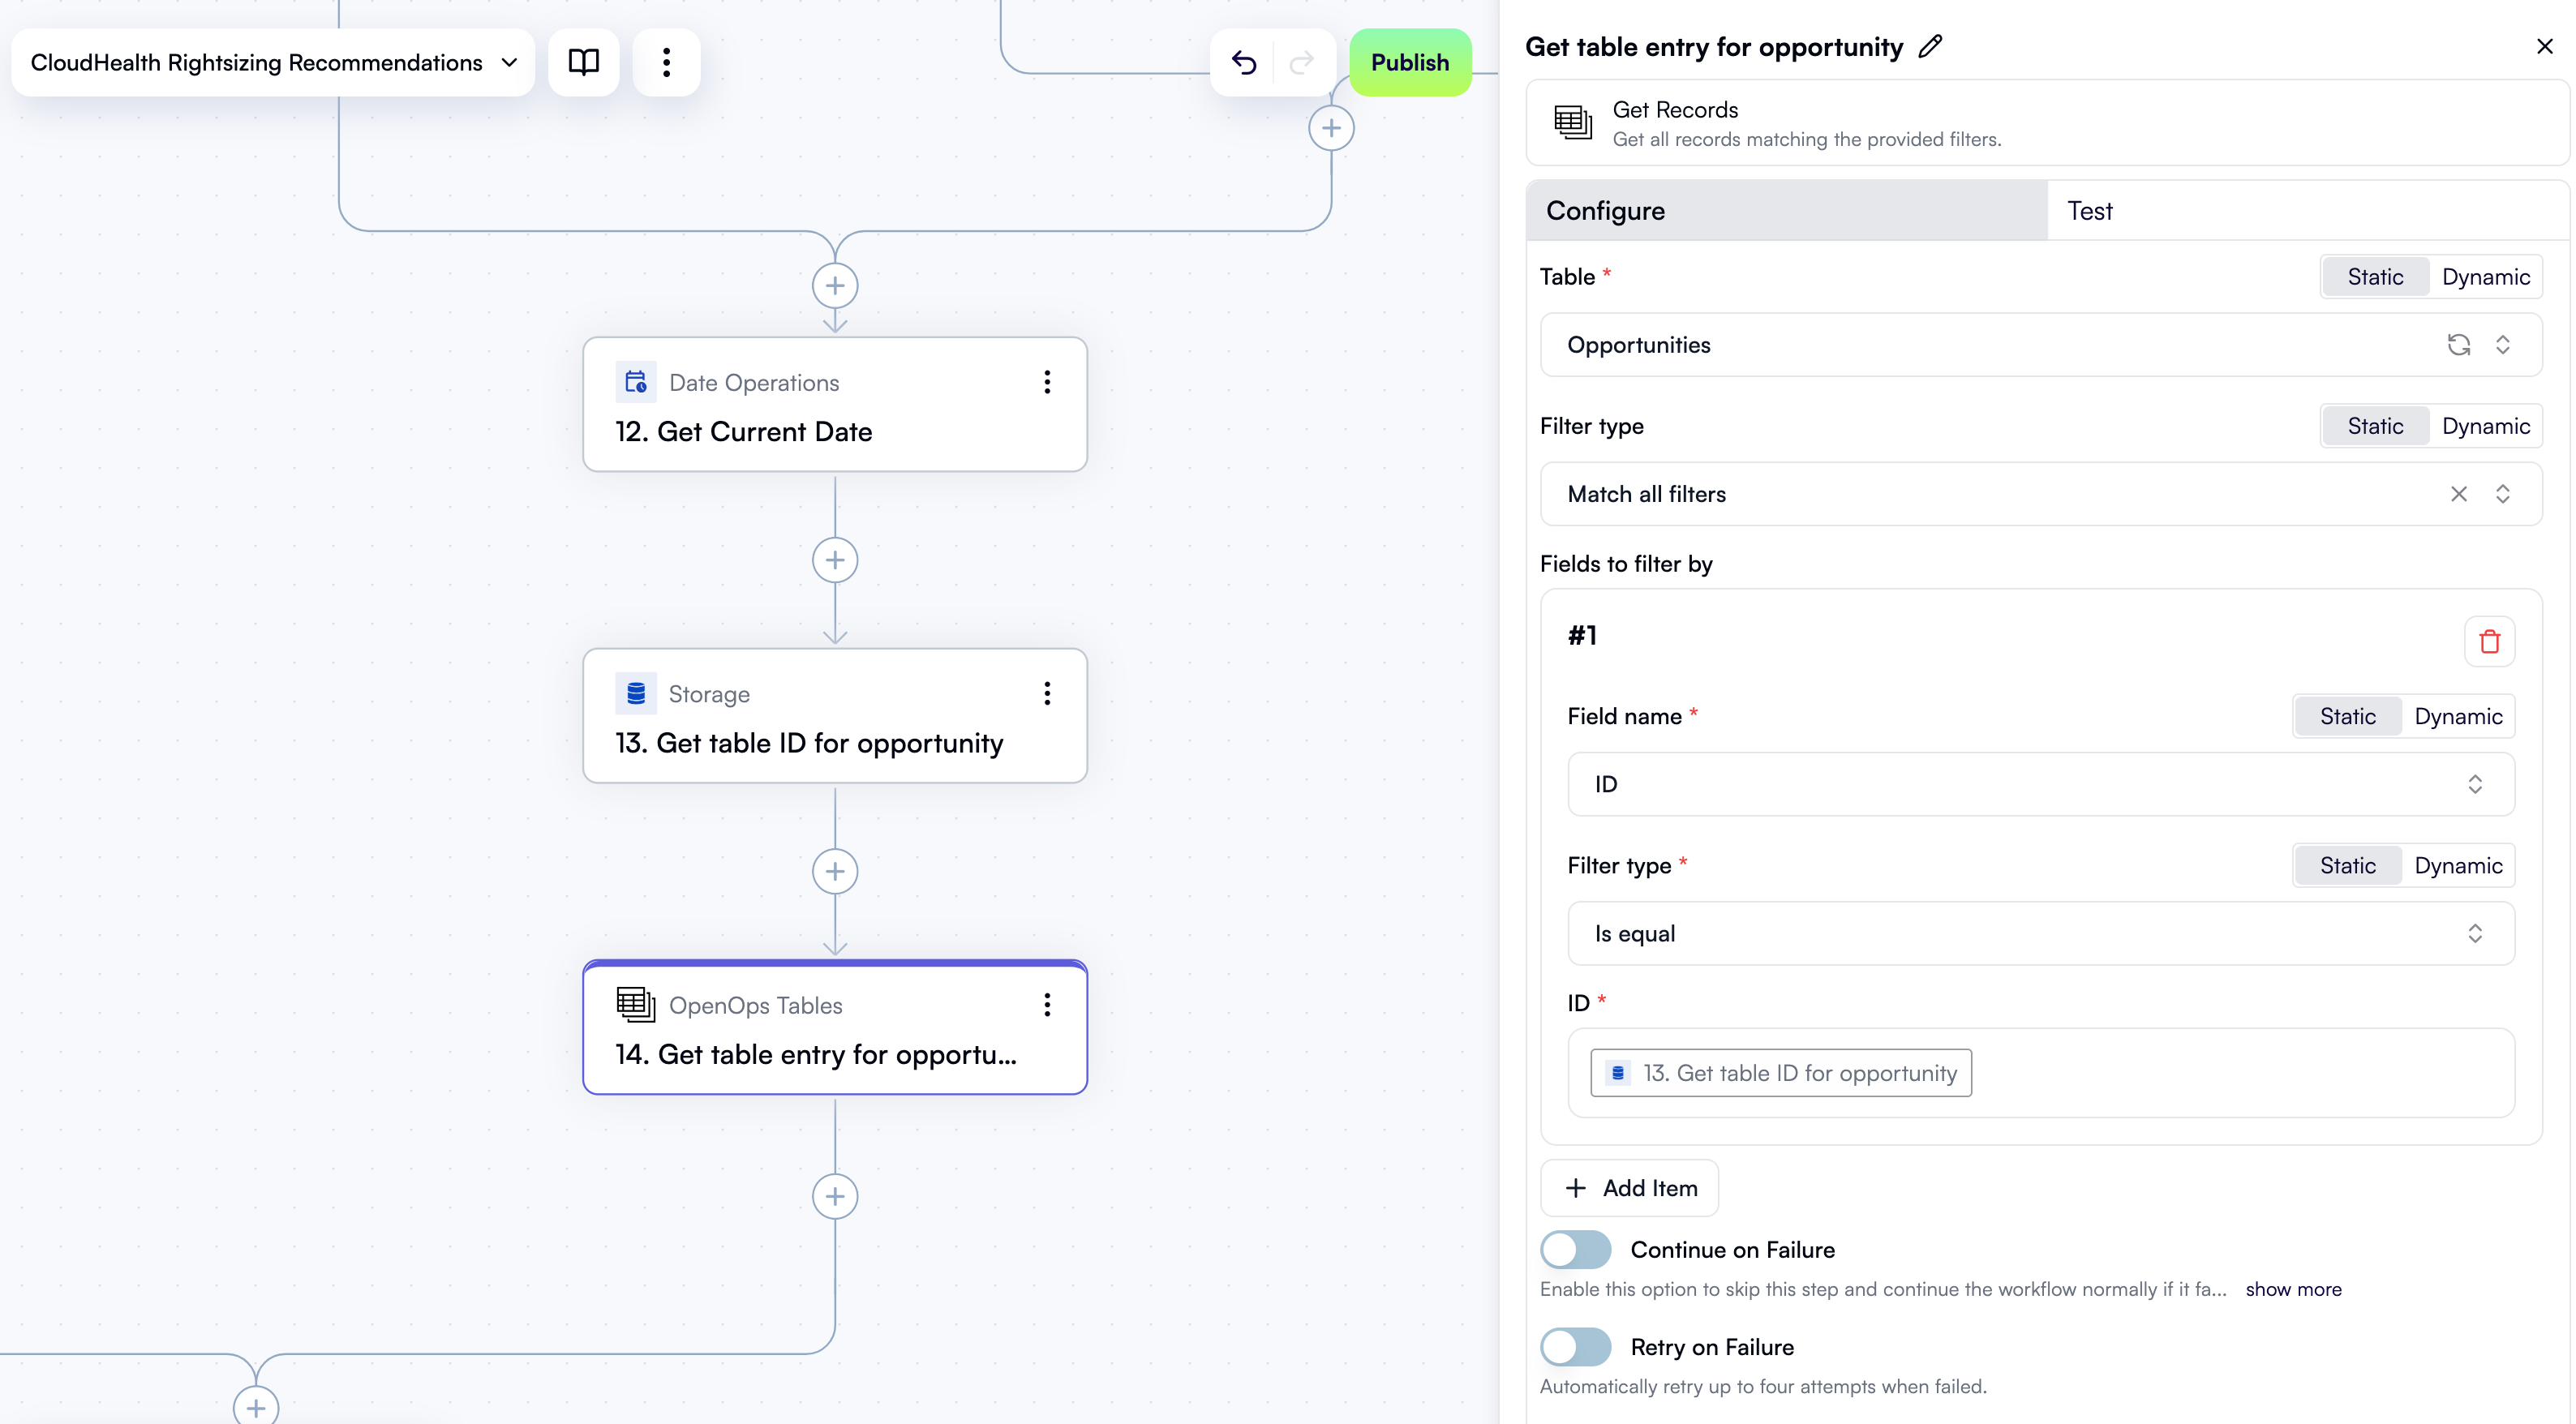 CloudHealth Rightsizing Recommendations
Publish
Date Operations
12. Get Current Date
Storage
13. Get table ID for opportunity
OpenOps Tables
14. Get table entry for opportu...
Get table entry for opportunity
Get Records
Get all records matching the provided filters.
Configure
Test
Table *
Static Dynamic
Opportunities
Filter type
Static Dynamic
Match all filters
Fields to filter by
#1
Field name *
Static Dynamic
ID
Filter type *
Static Dynamic
Is equal
ID *
13. Get table ID for opportunity
+ Add Item
Continue on Failure
Enable this option to skip this step and continue the workflow normally if it fa... show more
Retry on Failure
Automatically retry up to four attempts when failed.